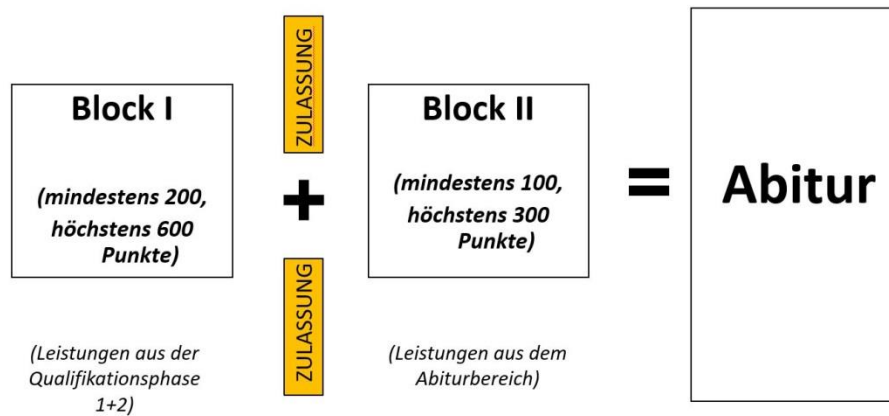 Block I
(mindestens 200,
höchstens 600
Punkte)
(Leistungen aus der
Qualifikationsphase
1+2)
ZULASSUNG
+
ZULASSUNG
Block II
(mindestens 100,
höchstens 300
Punkte)
(Leistungen aus dem
Abiturbereich)
=
Abitur